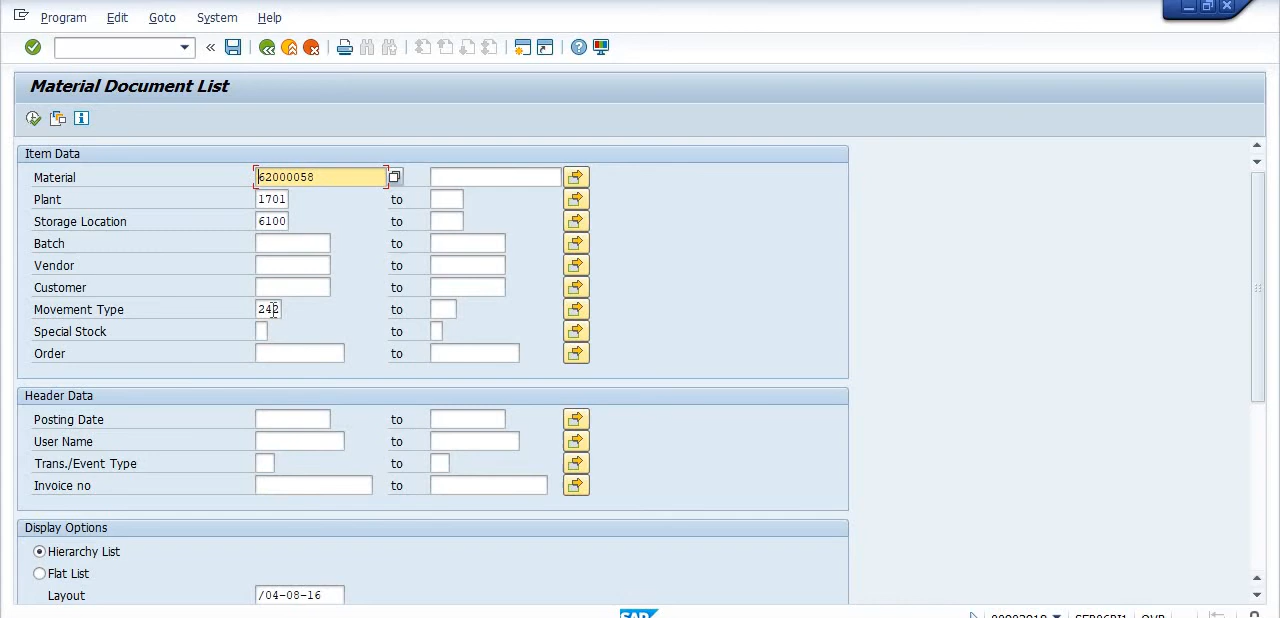 Program Edit Goto System Help
Material Document List
Item Data
Material 62000058
Plant 1701 to
Storage Location 6100 to
Batch to
Vendor to
Customer to
Movement Type 242 to
Special Stock to
Order to
Header Data
Posting Date to
User Name to
Trans./Event Type to
Invoice no to
Display Options
Hierarchy List
Flat List
Layout /04-08-16
SAP